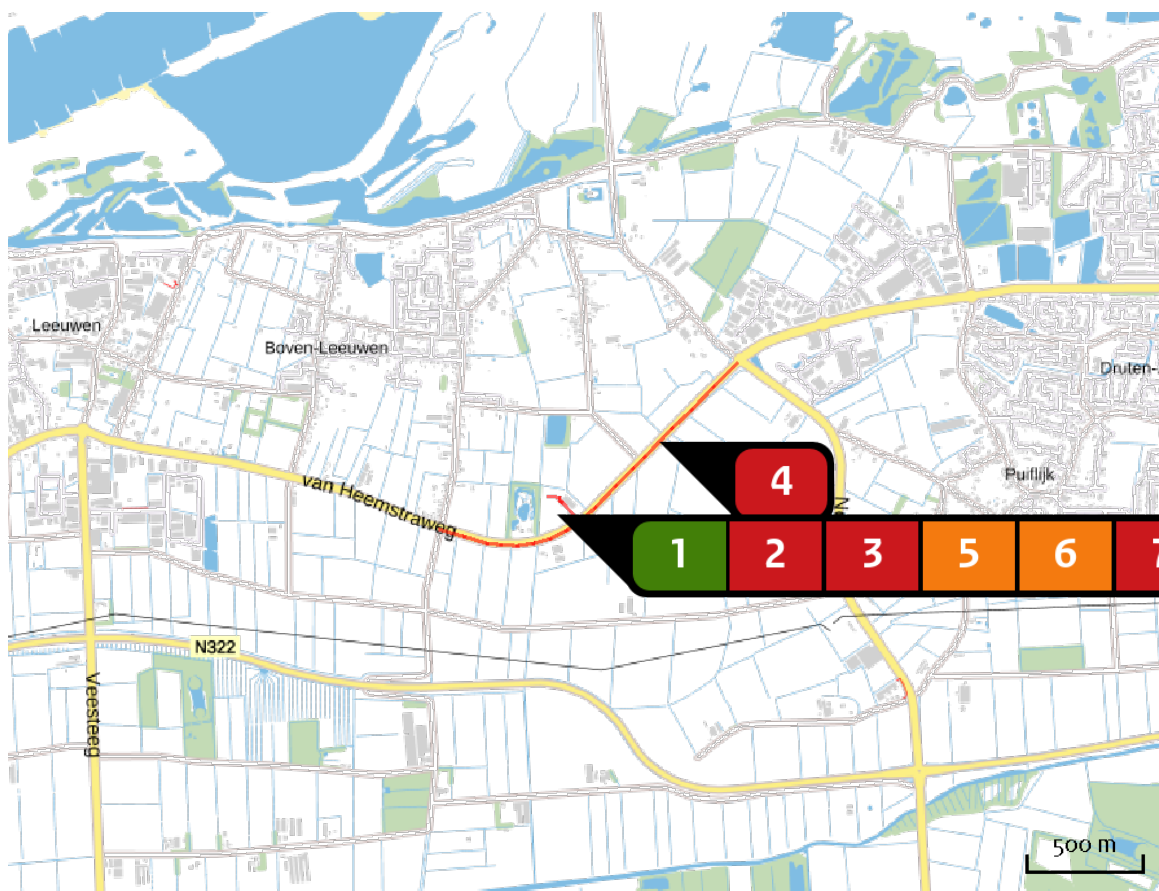 Leeuwen
Boven-Leeuwen
Druten-
van Heemstraweg
4
Puiflijk
1 2 3 5 6 7
N322
Veesteeg
500 m